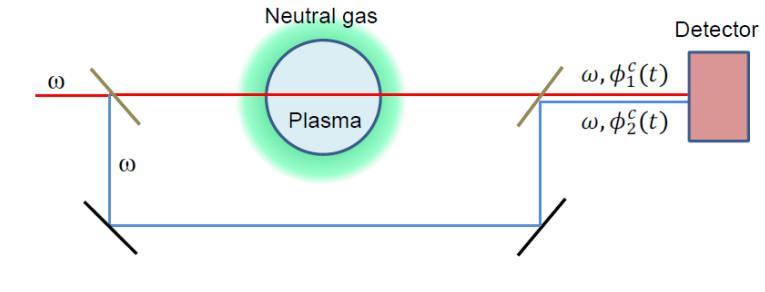 Neutral gas
Detector
ω
ω, ϕ₁ᶜ(t)
Plasma
ω, ϕ₂ᶜ(t)
ω